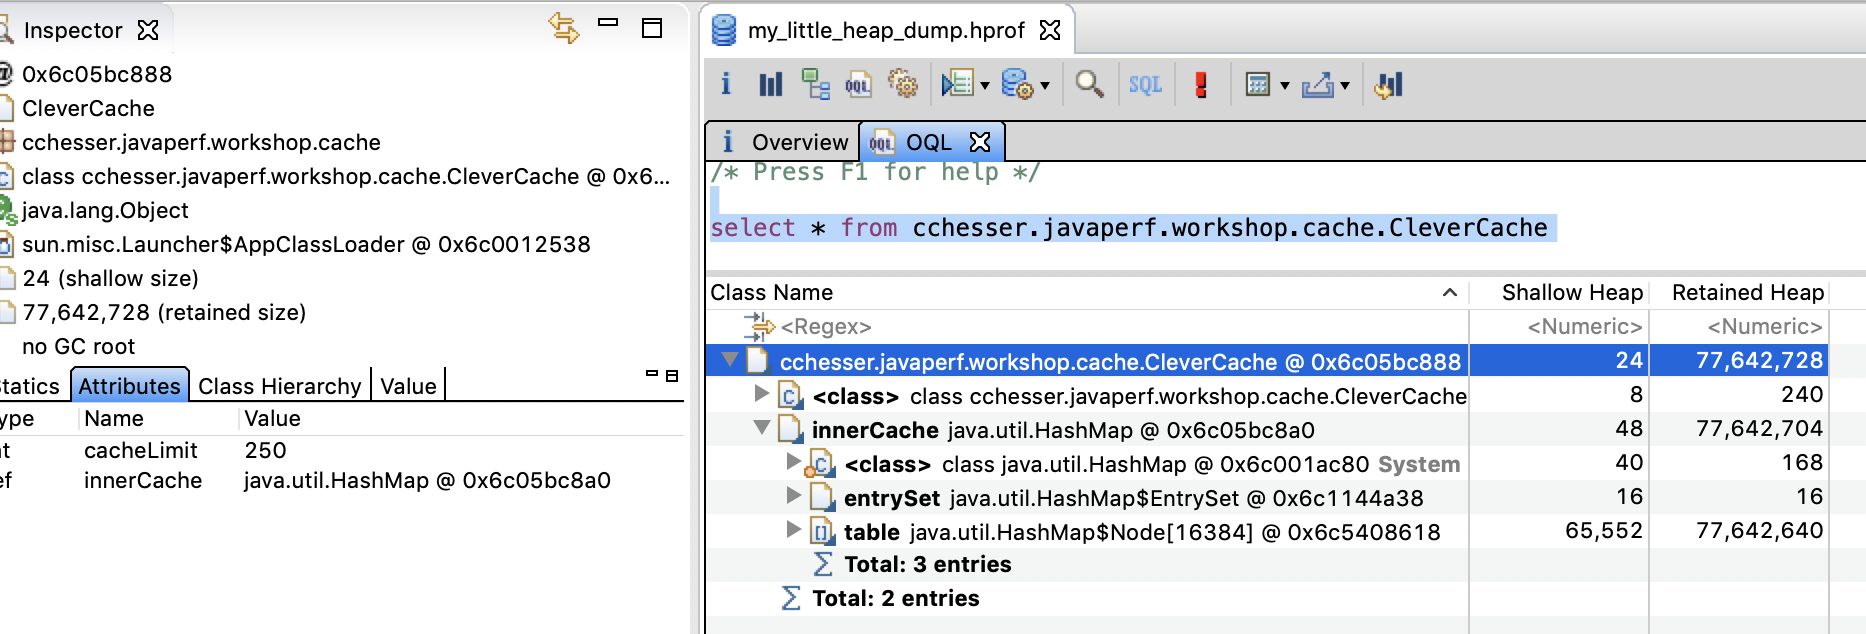 Inspector
0x6c05bc888
CleverCache
cchesser.javaperf.workshop.cache
class cchesser.javaperf.workshop.cache.CleverCache @ 0x6...
java.lang.Object
sun.misc.Launcher$AppClassLoader @ 0x6c0012538
24 (shallow size)
77,642,728 (retained size)
no GC root
tatics Attributes Class Hierarchy Value
ype Name Value
t cacheLimit 250
ef innerCache java.util.HashMap @ 0x6c05bc8a0
my_little_heap_dump.hprof
i OQL SQL
i Overview OQL OQL
/* Press F1 for help */
select * from cchesser.javaperf.workshop.cache.CleverCache
Class Name Shallow Heap Retained Heap
<Regex> <Numeric> <Numeric>
cchesser.javaperf.workshop.cache.CleverCache @ 0x6c05bc888 24 77,642,728
<class> class cchesser.javaperf.workshop.cache.CleverCache 8 240
innerCache java.util.HashMap @ 0x6c05bc8a0 48 77,642,704
<class> class java.util.HashMap @ 0x6c001ac80 System 40 168
entrySet java.util.HashMap$EntrySet @ 0x6c1144a38 16 16
table java.util.HashMap$Node[16384] @ 0x6c5408618 65,552 77,642,640
Σ Total: 3 entries
Σ Total: 2 entries